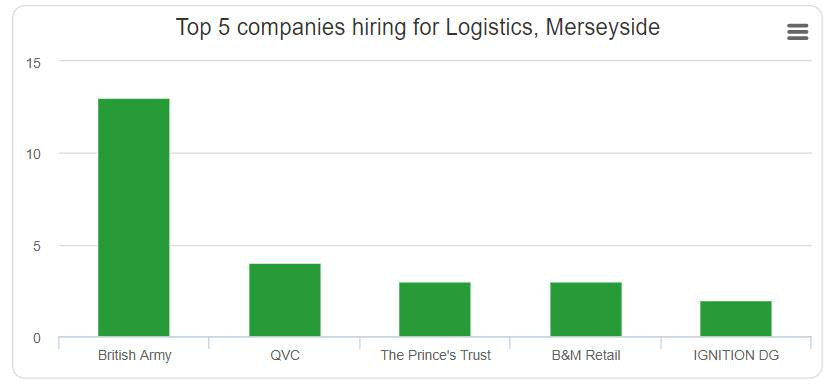 Top 5 companies hiring for Logistics, Merseyside
15
10
5
0
British Army
QVC
The Prince's Trust
B&M Retail
IGNITION DG